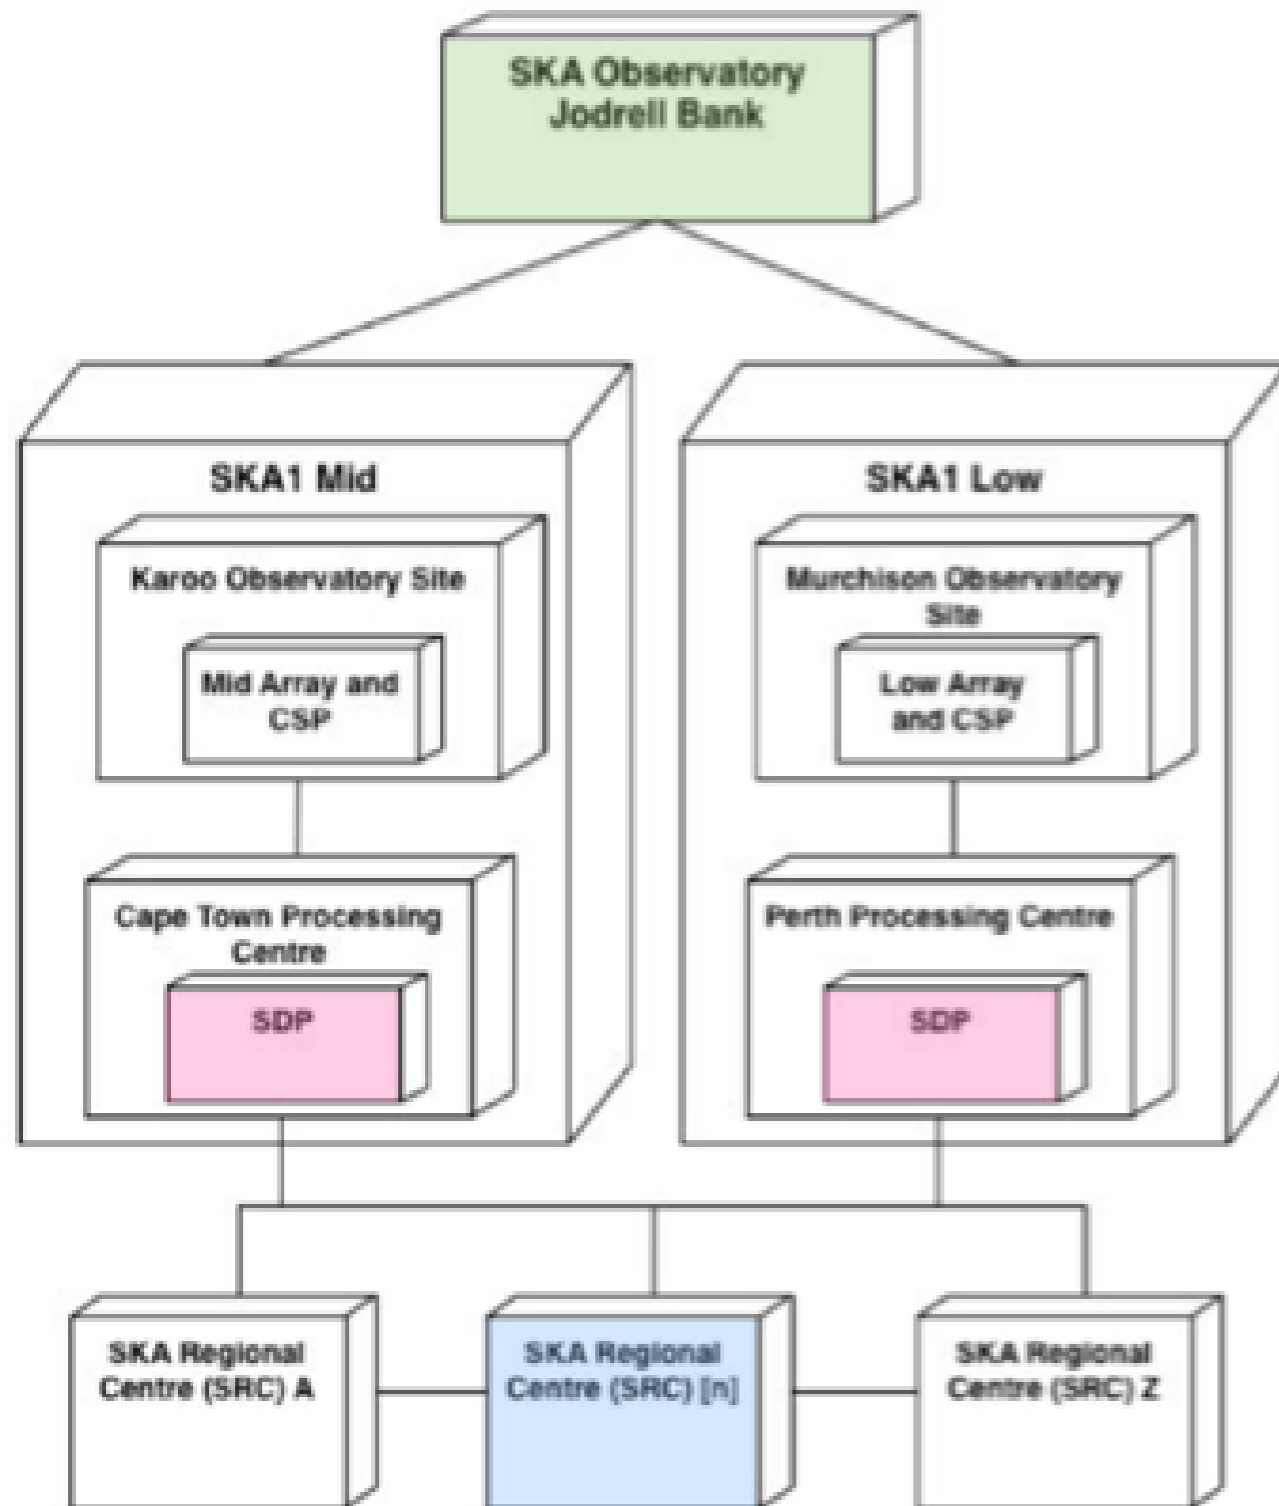 SKA Observatory
Jodrell Bank
SKA1 Mid
Karoo Observatory Site
Mid Array and
CSP
Cape Town Processing
Centre
SDP
SKA1 Low
Murchison Observatory
Site
Low Array
and CSP
Perth Processing Centre
SDP
SKA Regional
Centre (SRC) A
SKA Regional
Centre (SRC) [n]
SKA Regional
Centre (SRC) Z